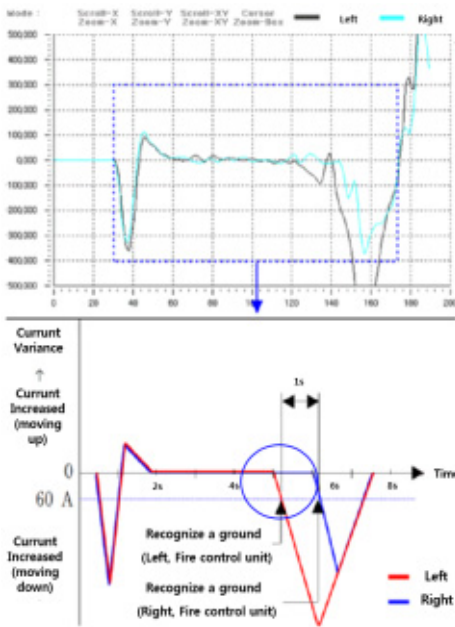 Mode : Scroll-X Scroll-Y Scroll-XY Cursor
Zoom-X Zoom-Y Zoom-XY Zoom-Box
Left Right
500,000
400,000
300,000
200,000
100,000
0,000
100,000
200,000
300,000
400,000
500,000
0 20 40 60 80 100 120 140 160 180 200
Currunt
Variance
Currunt
Increased
(moving
up)
1s
0
2s 4s 6s 8s
Time
60 A
Currunt
Increased
(moving
down)
Recognize a ground
(Left, Fire control unit)
Recognize a ground
(Right, Fire control unit)
Left
Right